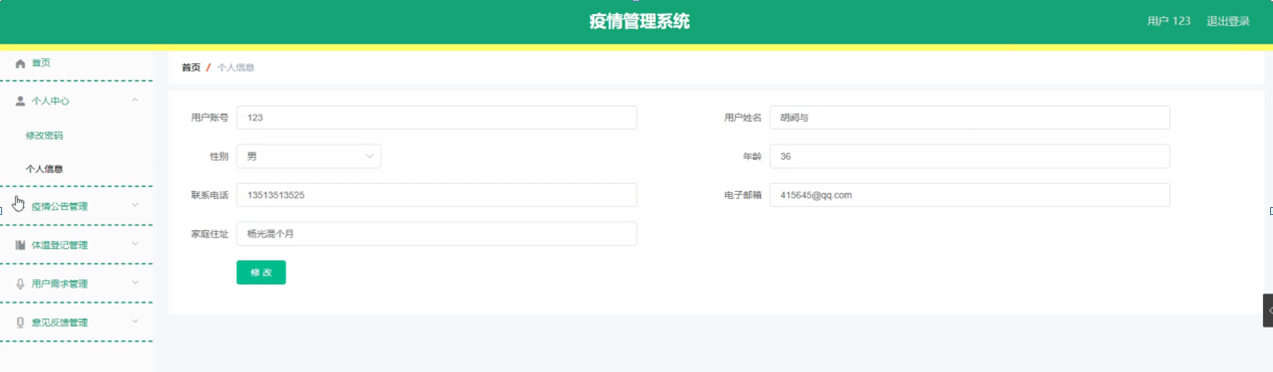 疫情管理系统
用户 123 退出登录
首页
个人中心
修改密码
个人信息
疫情公告管理
体温登记管理
用户需求管理
意见反馈管理
首页 / 个人信息
用户账号 123 用户姓名
性别 男 年龄 36
联系电话 13513513525 电子邮箱 415645@qq.com
家庭住址 杨光混个月
修改